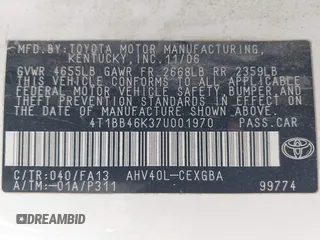 MFD.BY:TOYOTA MOTOR MANUFACTURING,
KENTUCKY, INC. 11/06
GVWR 4655LB GAWR FR 2668LB RR 2359LB
THIS VEHICLE CONFORMS TO ALL APPLICABLE
FEDERAL MOTOR VEHICLE SAFETY, BUMPER, AND
THEFT PREVENTION STANDARDS IN EFFECT ON
THE DATE OF MANUFACTURE SHOWN ABOVE.
4T1BB46K37U001970 PASS.CAR
C/TR:040/FA13 AHV40L-CEXGBA
A/TM:-01A/P311 99774
TOYOTA
DREAMBID